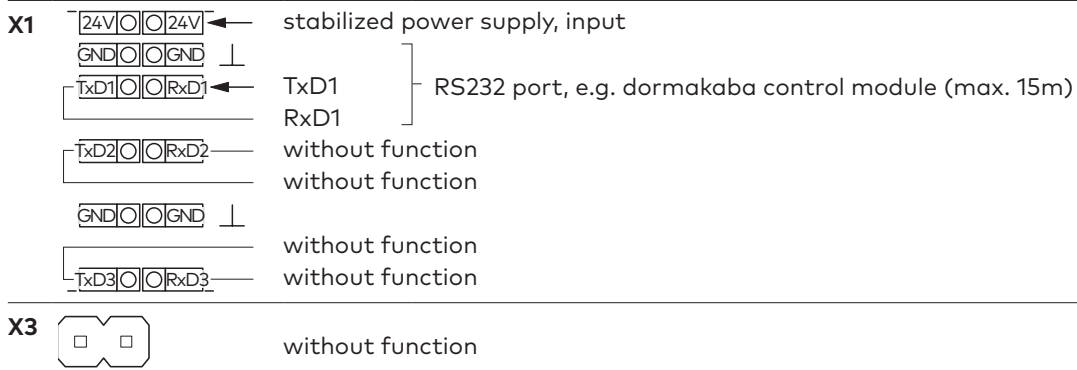 X1 24V 24V stabilized power supply, input
GND GND
TxD1 RxD1 TxD1 RS232 port, e.g. dormakaba control module (max. 15m)
RxD1
TxD2 RxD2 without function
without function
GND GND
without function
TxD3 RxD3 without function
X3 without function